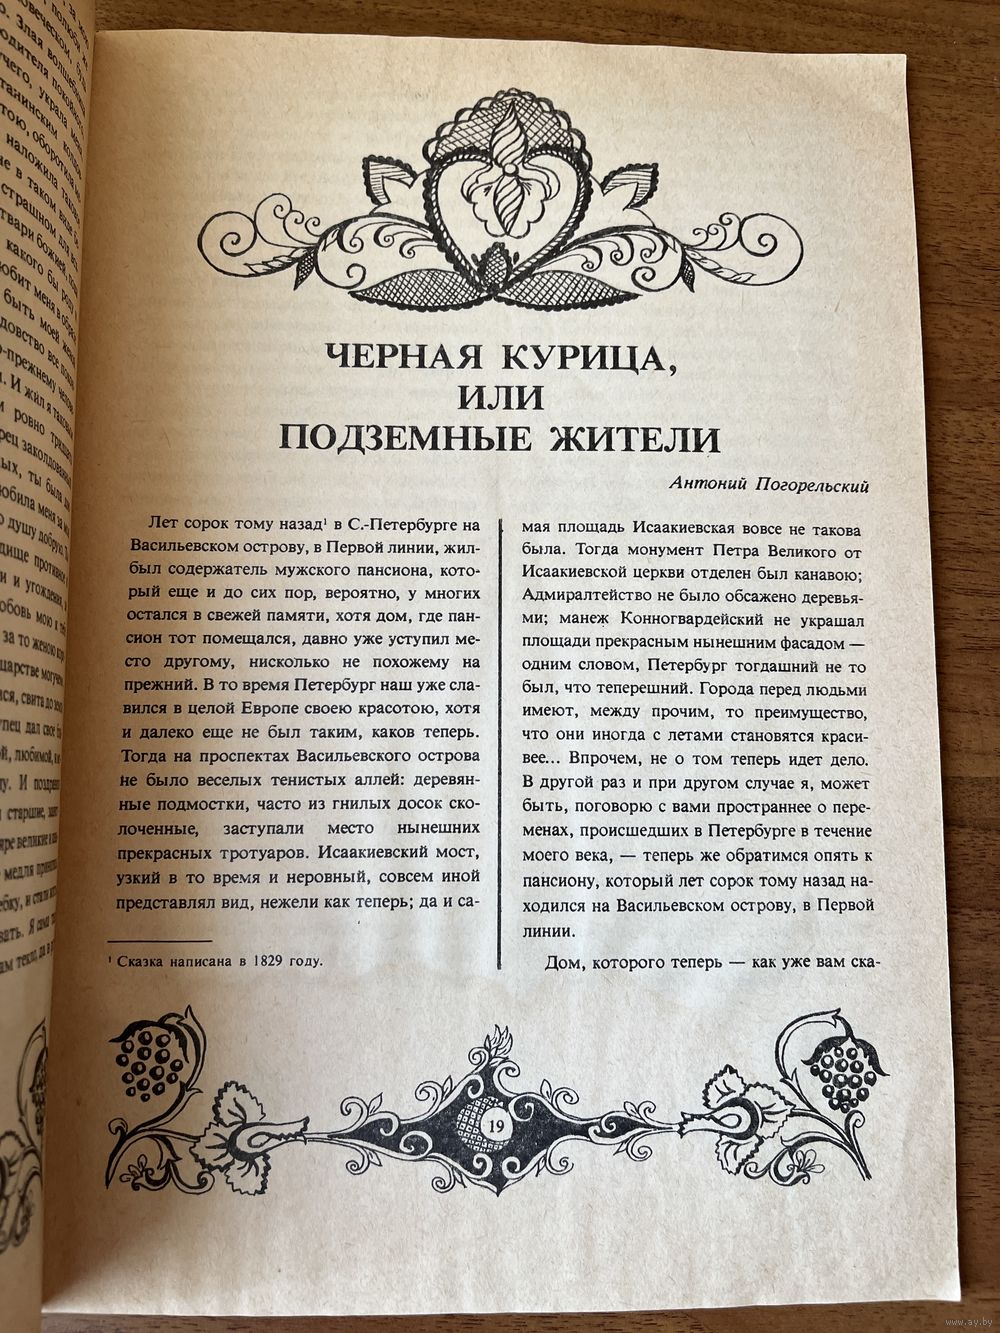 ЧЕРНАЯ КУРИЦА,
ИЛИ
ПОДЗЕМНЫЕ ЖИТЕЛИ
Антоний Погорельский
Лет сорок тому назад¹ в С.-Петербурге на
Васильевском острову, в Первой линии, жил-
был содержатель мужского пансиона, кото-
рый еще и до сих пор, вероятно, у многих
остался в свежей памяти, хотя дом, где пан-
сион тот помещался, давно уже уступил ме-
сто другому, нисколько не похожему на
прежний. В то время Петербург наш уже сла-
вился в целой Европе своею красотою, хотя
и далеко еще не был таким, каков теперь.
Тогда на проспектах Васильевского острова
не было веселых тенистых аллей: деревян-
ные подмостки, часто из гнилых досок ско-
лоченные, заступали место нынешних
прекрасных тротуаров. Исаакиевский мост,
узкий в то время и неровный, совсем иной
представлял вид, нежели как теперь; да и са-
¹ Сказка написана в 1829 году.
мая площадь Исаакиевская вовсе не такова
была. Тогда монумент Петра Великого от
Исаакиевской церкви отделен был канавою;
Адмиралтейство не было обсажено деревья-
ми; манеж Конногвардейский не украшал
площади прекрасным нынешним фасадом —
одним словом, Петербург тогдашний не то
был, что теперешний. Города перед людьми
имеют, между прочим, то преимущество,
что они иногда с летами становятся краси-
вее... Впрочем, не о том теперь идет дело.
В другой раз и при другом случае я, может
быть, поговорю с вами пространнее о пере-
менах, происшедших в Петербурге в течение
моего века, — теперь же обратимся опять к
пансиону, который лет сорок тому назад на-
ходился на Васильевском острову, в Первой
линии.
Дом, которого теперь — как уже вам ска-
19
www.ay.by